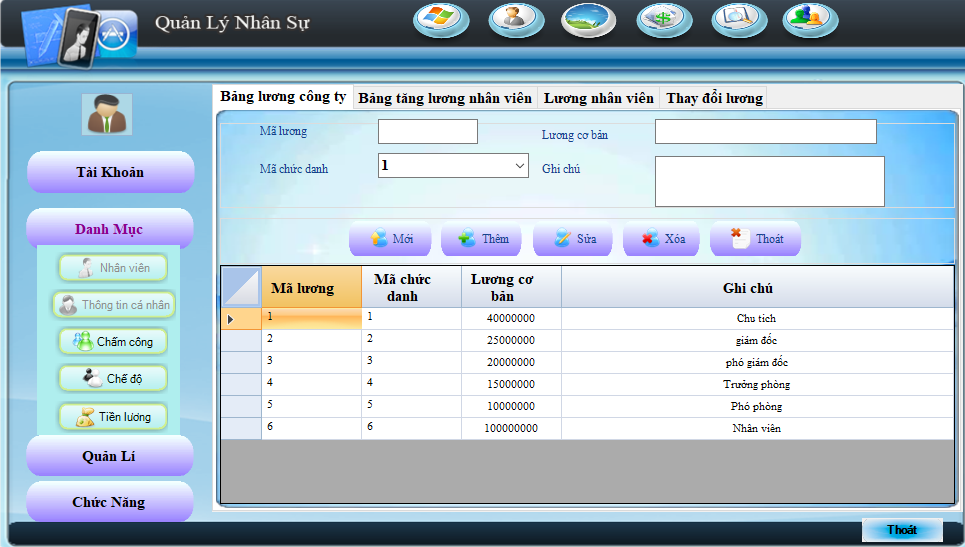 Quản Lý Nhân Sự
Tài Khoản
Danh Mục
Nhân viên
Thông tin cá nhân
Chấm công
Chế độ
Tiền lương
Quản Lí
Chức Năng
Bảng lương công ty Bảng tăng lương nhân viên Lương nhân viên Thay đổi lương
Mã lương Lương cơ bản
Mã chức danh 1 Ghi chú
Mới Thêm Sửa Xóa Thoát
Mã lương Mã chức danh Lương cơ bản Ghi chú
1 1 40000000 Chu tich
2 2 25000000 giám đốc
3 3 20000000 phó giám đốc
4 4 15000000 Trưởng phòng
5 5 10000000 Phó phòng
6 6 100000000 Nhân viên
Thoát